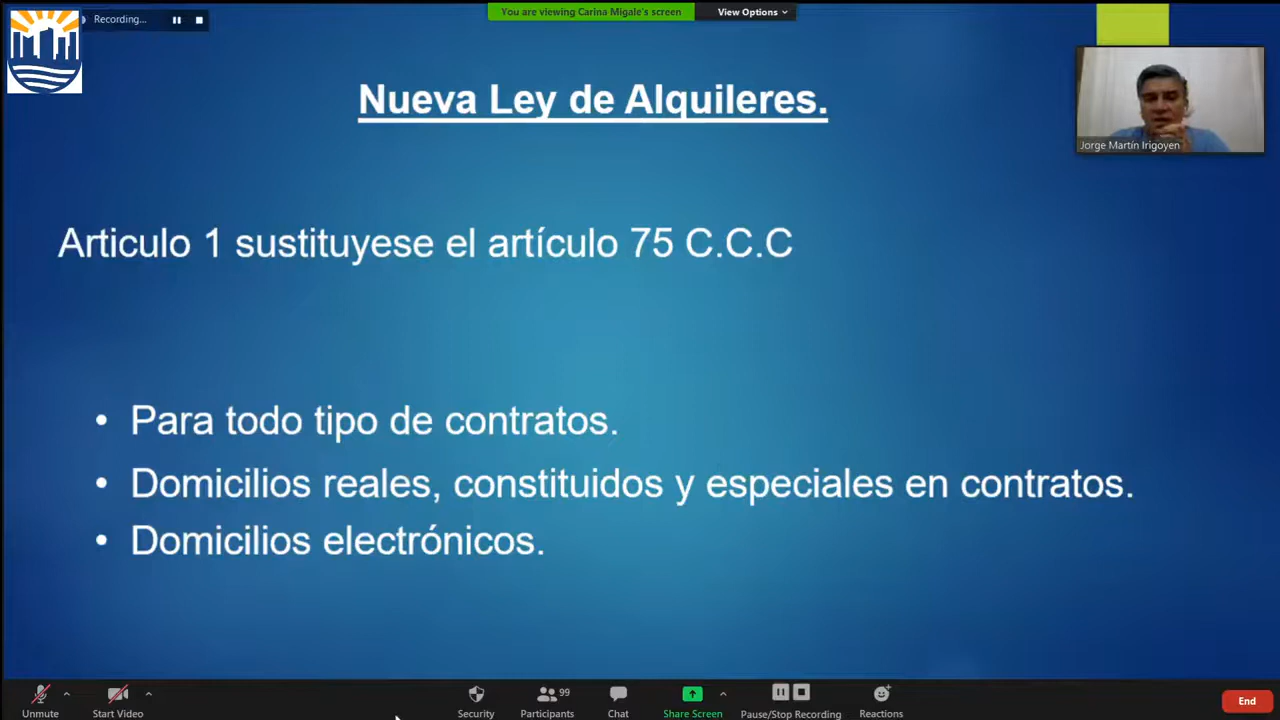 Recording...
You are viewing Carina Migale's screen
View Options
Nueva Ley de Alquileres.
Jorge Martín Irigoyen
Articulo 1 sustituyese el artículo 75 C.C.C
• Para todo tipo de contratos.
• Domicilios reales, constituidos y especiales en contratos.
• Domicilios electrónicos.
Unmute
Start Video
Security
Participants 99
Chat
Share Screen
Pause/Stop Recording
Reactions
End